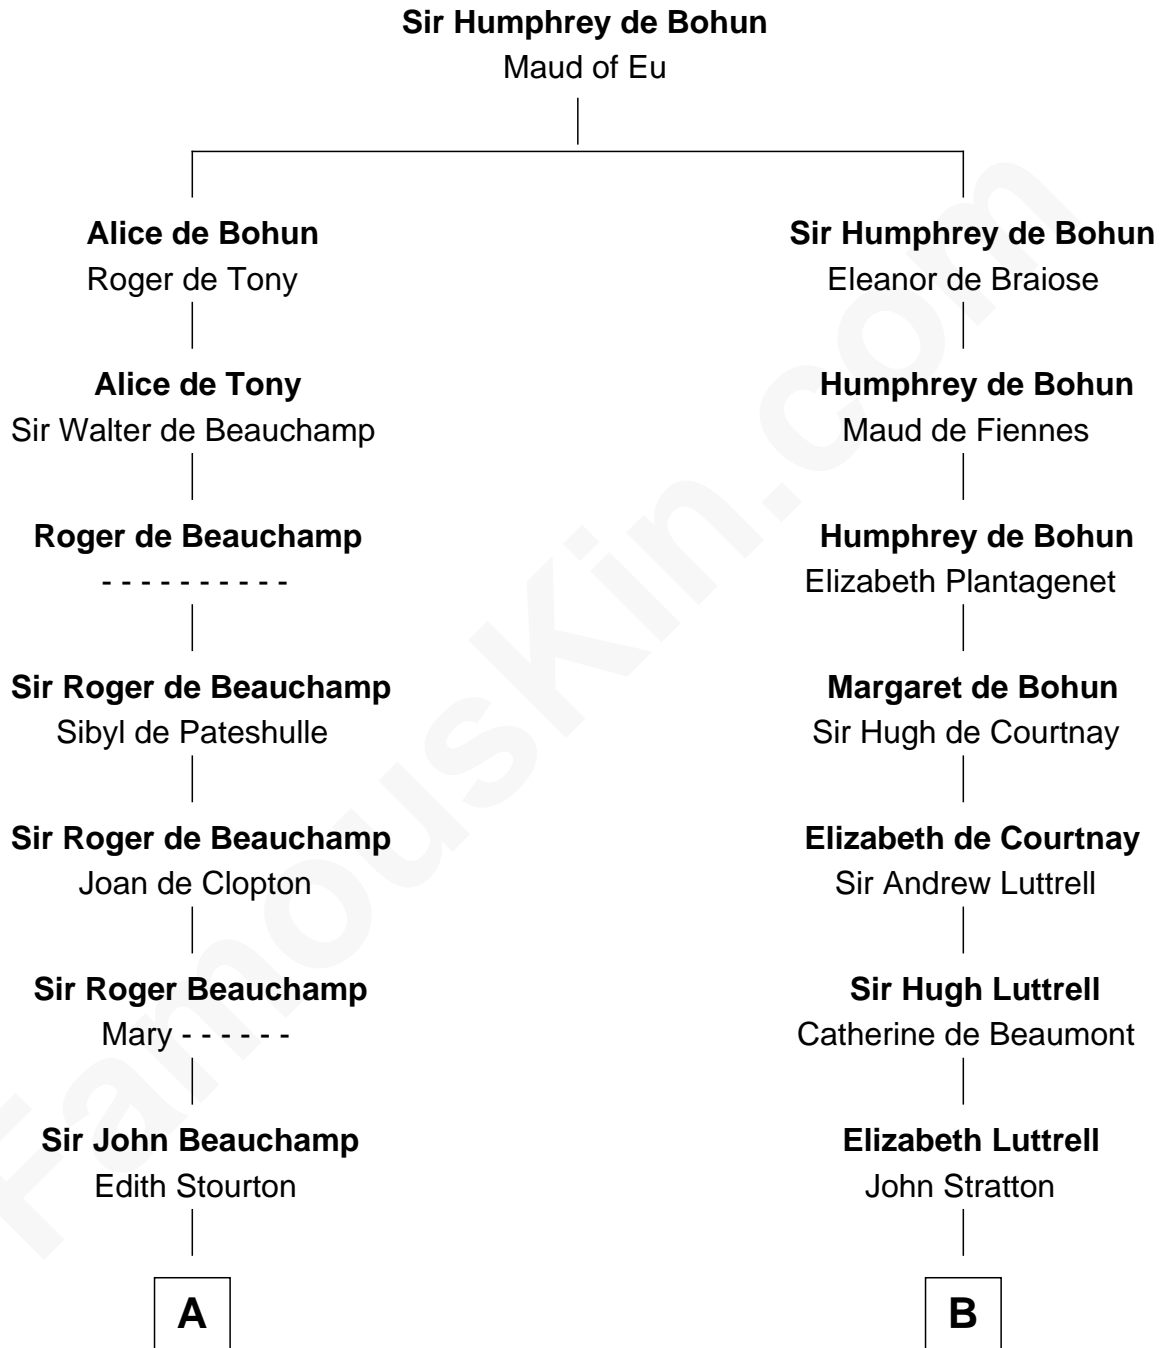 Sir Humphrey de Bohun
Maud of Eu
Alice de Bohun
Roger de Tony
Alice de Tony
Sir Walter de Beauchamp
Roger de Beauchamp
- - - - - - - - - -
Sir Roger de Beauchamp
Sibyl de Pateshulle
Sir Roger de Beauchamp
Joan de Clopton
Sir Roger Beauchamp
Mary - - - - - -
Sir John Beauchamp
Edith Stourton
A
Sir Humphrey de Bohun
Eleanor de Braiose
Humphrey de Bohun
Maud de Fiennes
Humphrey de Bohun
Elizabeth Plantagenet
Margaret de Bohun
Sir Hugh de Courtnay
Elizabeth de Courtnay
Sir Andrew Luttrell
Sir Hugh Luttrell
Catherine de Beaumont
Elizabeth Luttrell
John Stratton
B
FamousKin.com